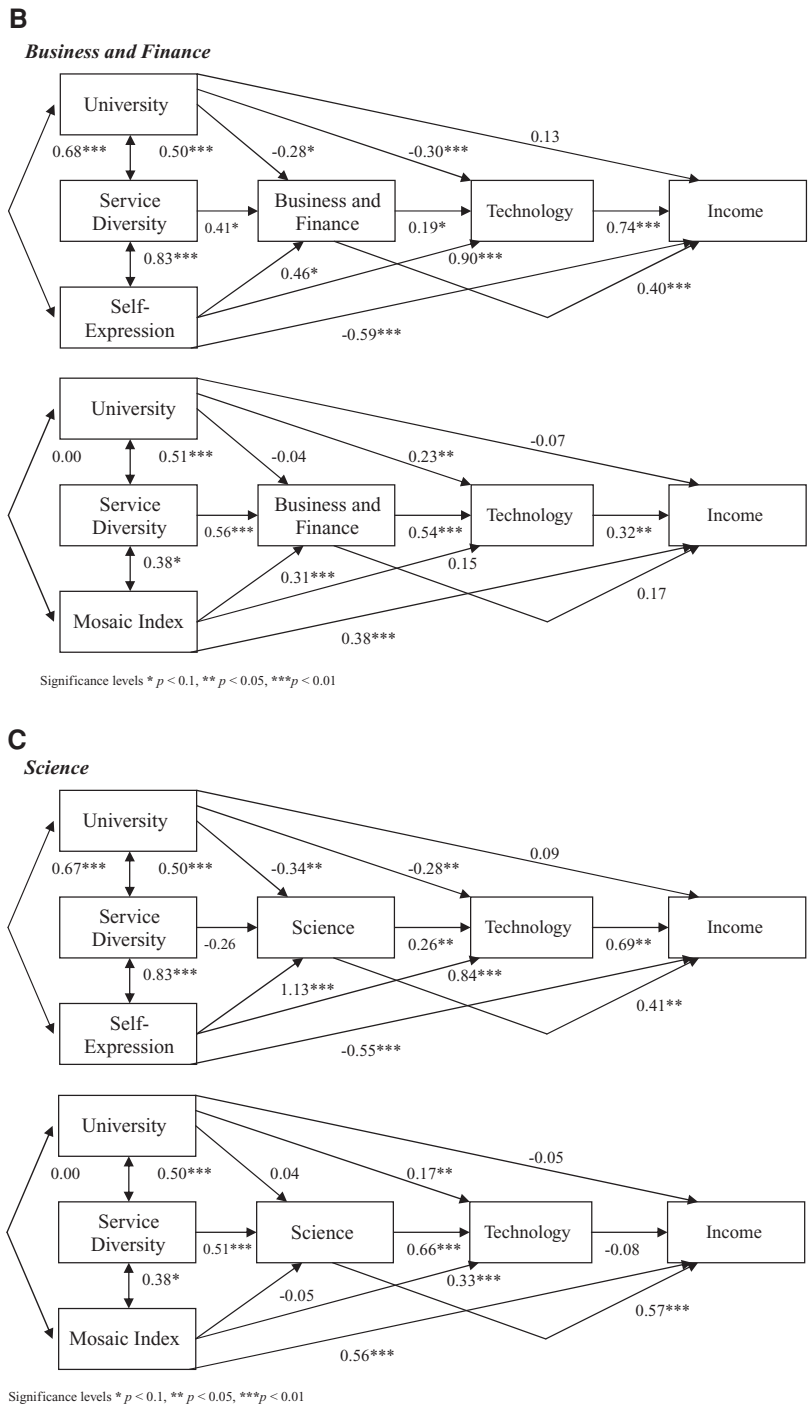 B
Business and Finance
University
0.13
0.68***
0.50***
-0.28*
-0.30***
Service
Diversity
Business and
Finance
Technology
Income
0.41*
0.19*
0.74***
0.83***
0.46*
0.90***
Self-
Expression
0.40***
-0.59***
University
-0.07
0.00
0.51***
-0.04
0.23**
Service
Diversity
Business and
Finance
Technology
Income
0.56***
0.54***
0.32**
0.38*
0.31***
0.15
Mosaic Index
0.17
0.38***
Significance levels * p < 0.1, ** p < 0.05, ***p < 0.01
C
Science
University
0.09
0.67***
0.50***
-0.34**
-0.28**
Service
Diversity
Science
Technology
Income
-0.26
0.26**
0.69**
0.83***
1.13***
0.84***
Self-
Expression
0.41**
-0.55***
University
-0.05
0.00
0.50***
0.04
0.17**
Service
Diversity
Science
Technology
Income
0.51***
0.66***
-0.08
0.38*
-0.05
0.33***
Mosaic Index
0.57***
0.56***
Significance levels * p < 0.1, ** p < 0.05, ***p < 0.01